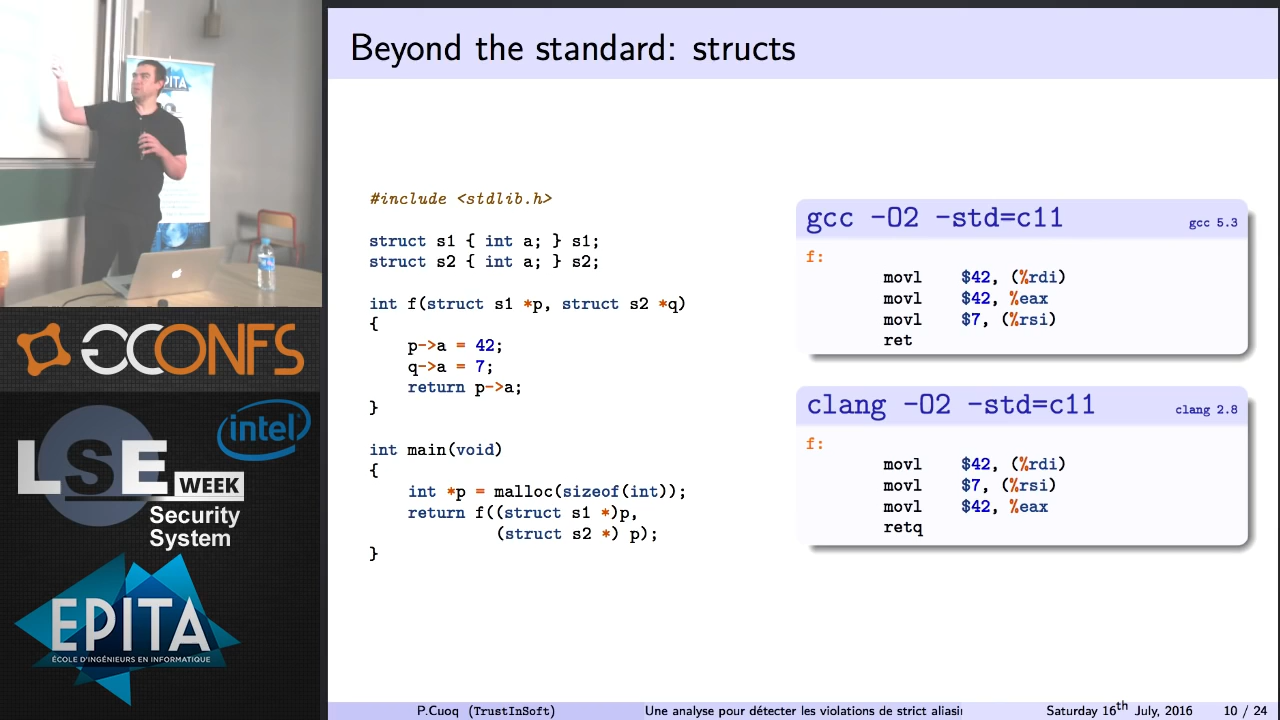 Beyond the standard: structs
#include <stdlib.h>
struct s1 { int a; } s1;
struct s2 { int a; } s2;
int f(struct s1 *p, struct s2 *q)
{
p->a = 42;
q->a = 7;
return p->a;
}
int main(void)
{
int *p = malloc(sizeof(int));
return f((struct s1 *)p,
(struct s2 *) p);
}
gcc -O2 -std=c11
gcc 5.3
f:
movl $42, (%rdi)
movl $42, %eax
movl $7, (%rsi)
ret
clang -O2 -std=c11
clang 2.8
f:
movl $42, (%rdi)
movl $7, (%rsi)
movl $42, %eax
retq
P.Cuoq (TrustInSoft)
Une analyse pour détecter les violations de strict aliasi
Saturday 16th July, 2016
10 / 24
GCONFS
intel
LSE
WEEK
Security
System
EPITA
ÉCOLE D'INGÉNIEURS EN INFORMATIQUE